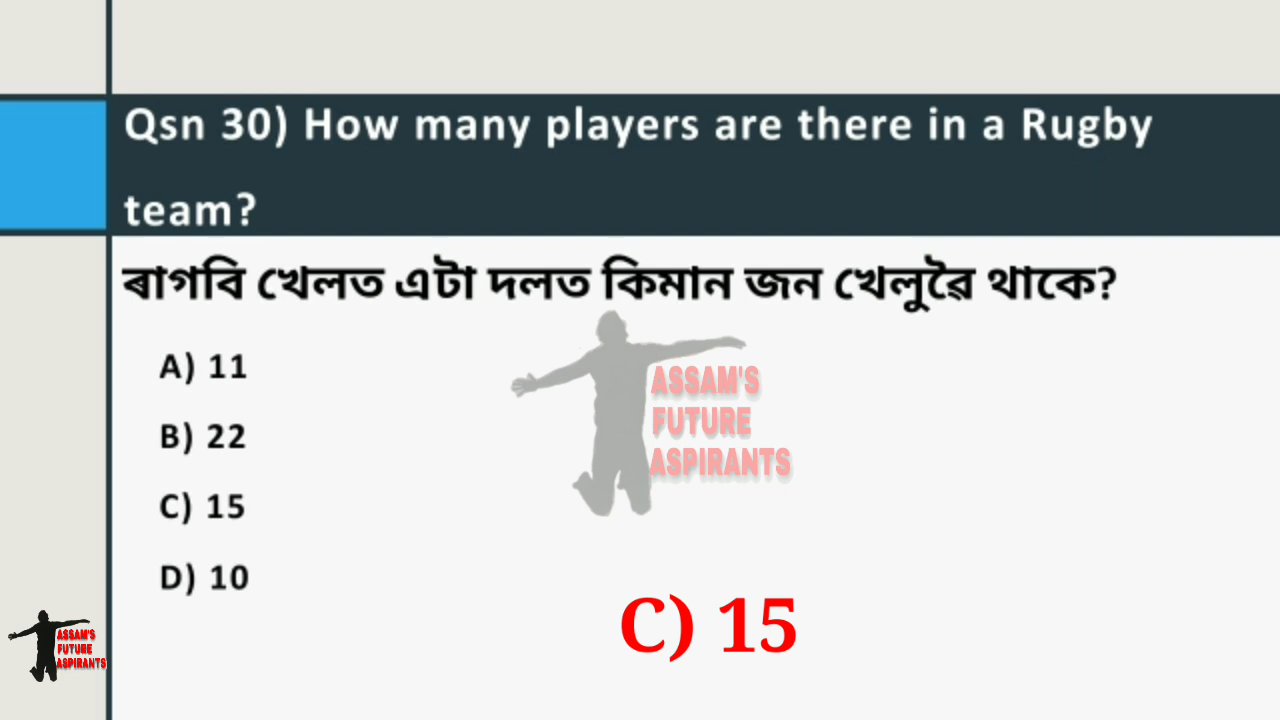 Qsn 30) How many players are there in a Rugby
team?
ৰাগবি খেলত এটা দলত কিমান জন খেলুৱৈ থাকে?
A) 11
B) 22
C) 15
D) 10
ASSAM'S
FUTURE
ASPIRANTS
C) 15
ASSAM'S
FUTURE
ASPIRANTS